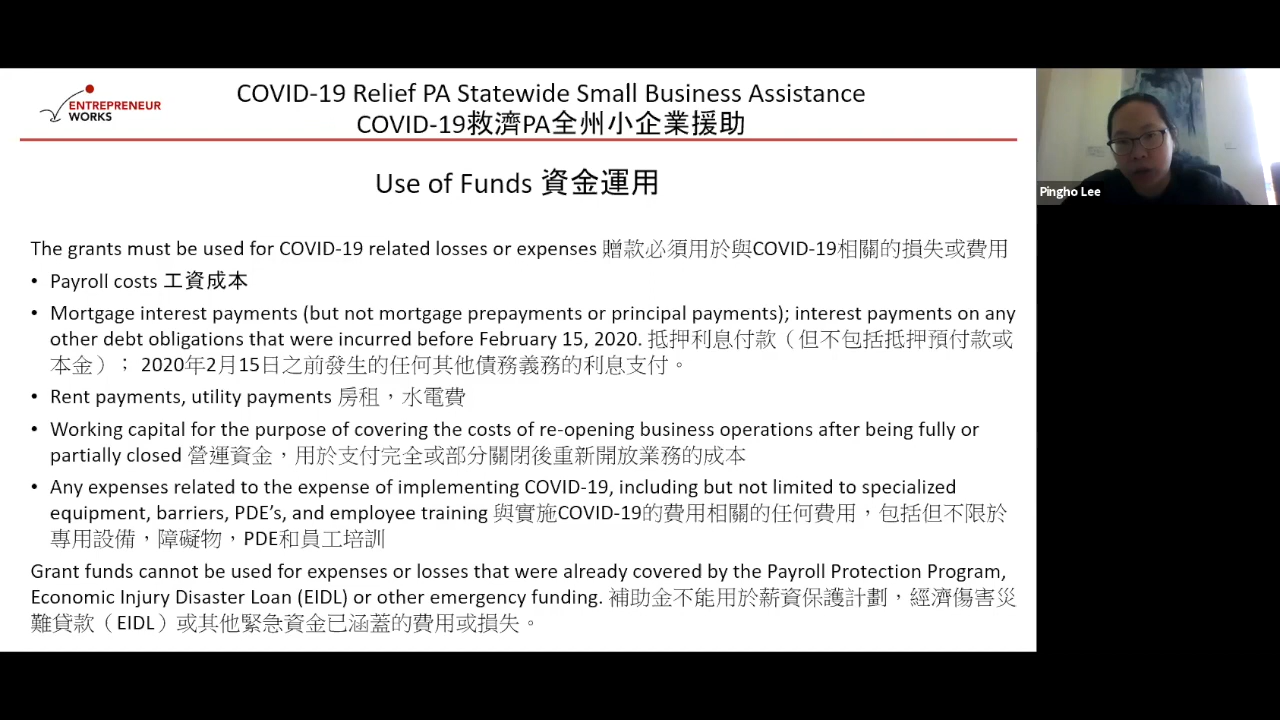 ENTREPRENEUR
WORKS
COVID-19 Relief PA Statewide Small Business Assistance
COVID-19救濟PA全州小企業援助
Use of Funds 資金運用
The grants must be used for COVID-19 related losses or expenses 贈款必須用於與COVID-19相關的損失或費用
• Payroll costs 工資成本
• Mortgage interest payments (but not mortgage prepayments or principal payments); interest payments on any
other debt obligations that were incurred before February 15, 2020. 抵押利息付款（但不包括抵押預付款或
本金）； 2020年2月15日之前發生的任何其他債務義務的利息支付。
• Rent payments, utility payments 房租，水電費
• Working capital for the purpose of covering the costs of re-opening business operations after being fully or
partially closed 營運資金，用於支付完全或部分關閉後重新開放業務的成本
• Any expenses related to the expense of implementing COVID-19, including but not limited to specialized
equipment, barriers, PDE’s, and employee training 與實施COVID-19的費用相關的任何費用，包括但不限於
專用設備，障礙物，PDE和員工培訓
Grant funds cannot be used for expenses or losses that were already covered by the Payroll Protection Program,
Economic Injury Disaster Loan (EIDL) or other emergency funding. 補助金不能用於薪資保護計劃，經濟傷害災
難貸款（EIDL）或其他緊急資金已涵蓋的費用或損失。
Pingho Lee